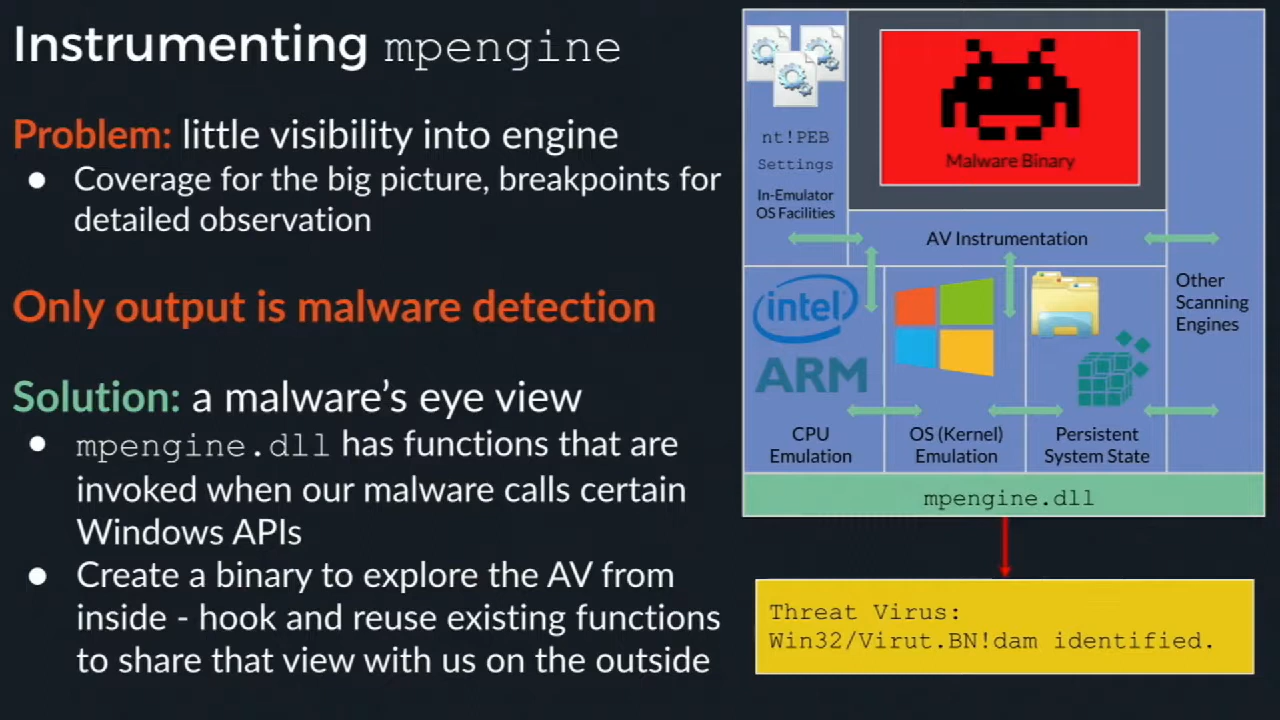 Instrumenting mpengine
Problem: little visibility into engine
● Coverage for the big picture, breakpoints for
detailed observation
Only output is malware detection
Solution: a malware's eye view
● mpengine.dll has functions that are
invoked when our malware calls certain
Windows APIs
● Create a binary to explore the AV from
inside - hook and reuse existing functions
to share that view with us on the outside
nt!PEB
Settings
In-Emulator
OS Facilities
Malware Binary
AV Instrumentation
Other
Scanning
Engines
intel
ARM
CPU
Emulation
OS (Kernel)
Emulation
Persistent
System State
mpengine.dll
Threat Virus:
Win32/Virut.BN!dam identified.